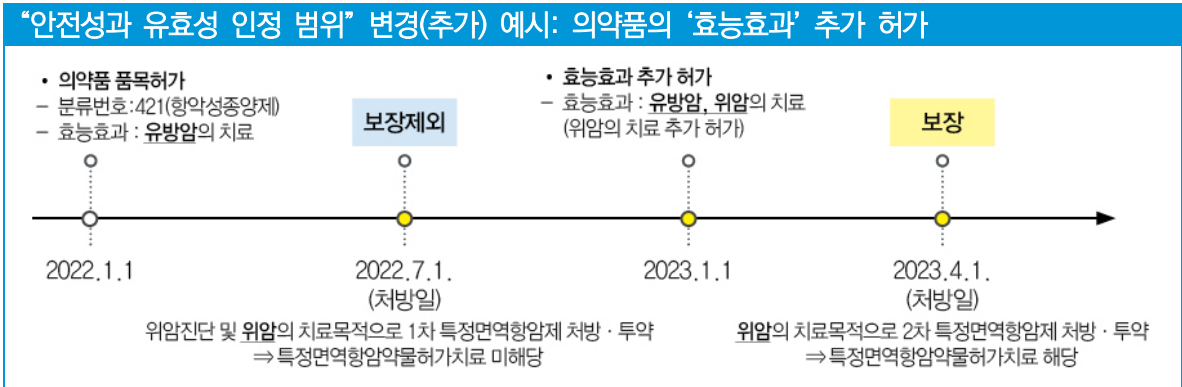 “안전성과 유효성 인정 범위” 변경(추가) 예시: 의약품의 ‘효능효과’ 추가 허가
• 의약품 품목허가
– 분류번호:421(항악성종양제)
– 효능효과 : 유방암의 치료
보장제외
• 효능효과 추가 허가
– 효능효과 : 유방암, 위암의 치료
(위암의 치료 추가 허가)
보장
2022.1.1
2022.7.1.
(처방일)
위암진단 및 위암의 치료목적으로 1차 특정면역항암제 처방 · 투약
⇒특정면역항암약물허가치료 미해당
2023.1.1
2023.4.1.
(처방일)
위암의 치료목적으로 2차 특정면역항암제 처방 · 투약
⇒특정면역항암약물허가치료 해당